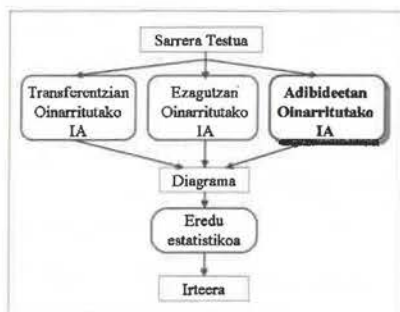 Sarrera Testua
Transferentzian
Oinarritutako
IA
Ezagutzan
Oinarritutako
IA
Adibideetan
Oinarritutako
IA
Diagrama
Eredu
estatistikoa
Irteera